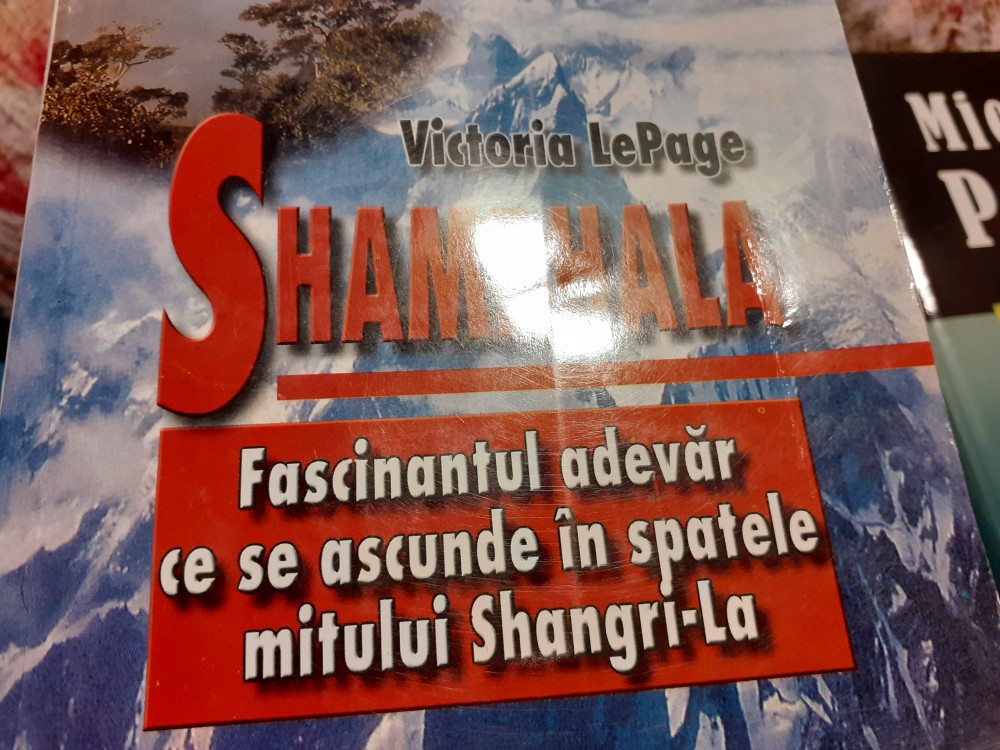 Victoria LePage
SHAMBHALA
Fascinantul adevăr
ce se ascunde în spatele
mitului Shangri-La